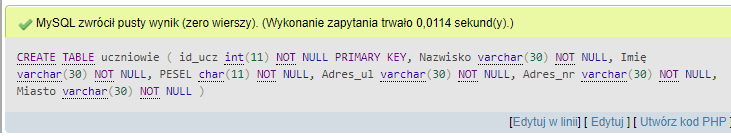 MySQL zwrócił pusty wynik (zero wierszy). (Wykonanie zapytania trwało 0,0114 sekund(y).)
CREATE TABLE uczniowie ( id_ucz int(11) NOT NULL PRIMARY KEY, Nazwisko varchar(30) NOT NULL, Imię
varchar(30) NOT NULL, PESEL char(11) NOT NULL, Adres_ul varchar(30) NOT NULL, Adres_nr varchar(30) NOT NULL,
Miasto varchar(30) NOT NULL )
[Edytuj w linii] [ Edytuj ] [ Utwórz kod PHP ]